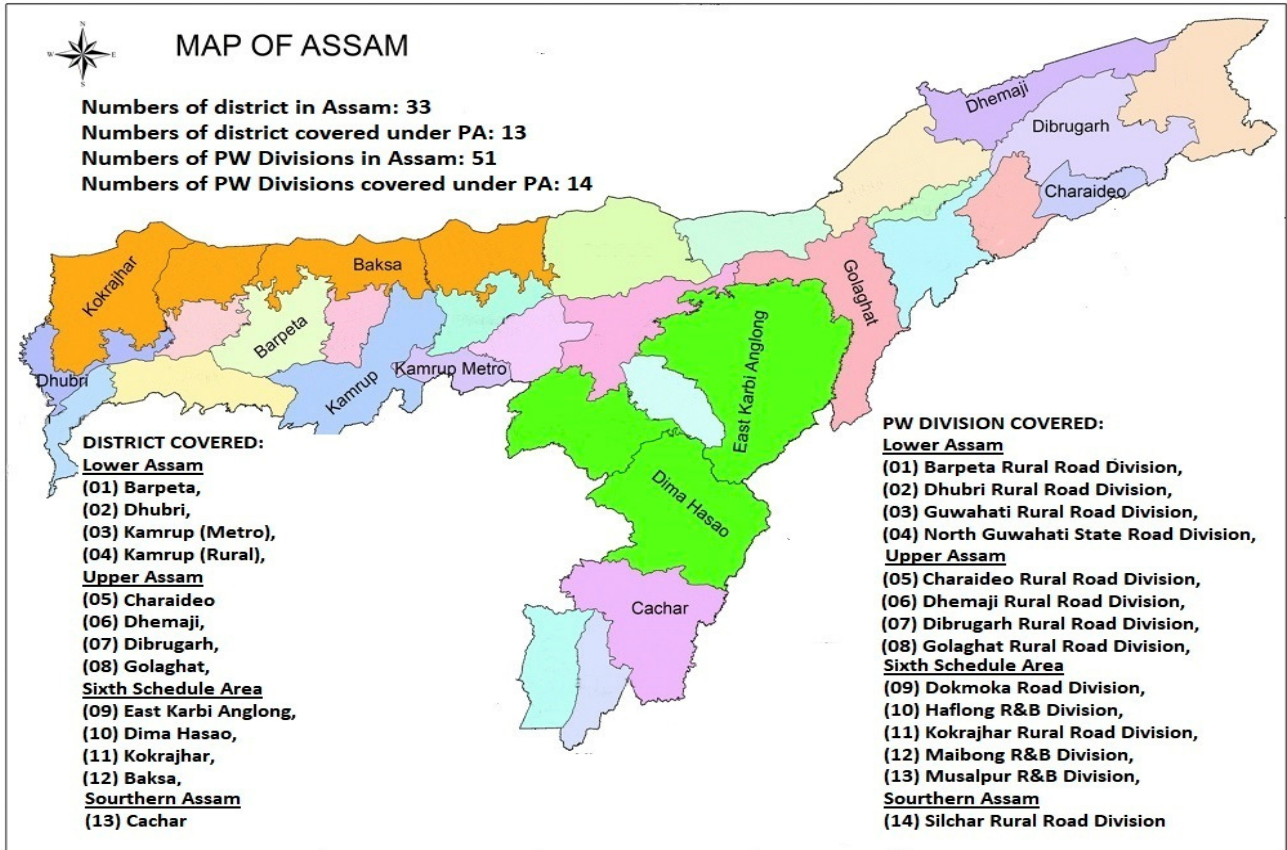 N
W
E
S
MAP OF ASSAM
Numbers of district in Assam: 33
Numbers of district covered under PA: 13
Numbers of PW Divisions in Assam: 51
Numbers of PW Divisions covered under PA: 14
Dhemaji
Dibrugarh
Charaideo
Kokrajhar
Baksa
Golaghat
Barpeta
Dhubri
Kamrup
Kamrup Metro
East Karbi Anglong
Dima Hasao
Cachar
DISTRICT COVERED:
Lower Assam
(01) Barpeta,
(02) Dhubri,
(03) Kamrup (Metro),
(04) Kamrup (Rural),
Upper Assam
(05) Charaideo
(06) Dhemaji,
(07) Dibrugarh,
(08) Golaghat,
Sixth Schedule Area
(09) East Karbi Anglong,
(10) Dima Hasao,
(11) Kokrajhar,
(12) Baksa,
Sourthern Assam
(13) Cachar
PW DIVISION COVERED:
Lower Assam
(01) Barpeta Rural Road Division,
(02) Dhubri Rural Road Division,
(03) Guwahati Rural Road Division,
(04) North Guwahati State Road Division,
Upper Assam
(05) Charaideo Rural Road Division,
(06) Dhemaji Rural Road Division,
(07) Dibrugarh Rural Road Division,
(08) Golaghat Rural Road Division,
Sixth Schedule Area
(09) Dokmoka Road Division,
(10) Haflong R&B Division,
(11) Kokrajhar Rural Road Division,
(12) Maibong R&B Division,
(13) Musalpur R&B Division,
Sourthern Assam
(14) Silchar Rural Road Division